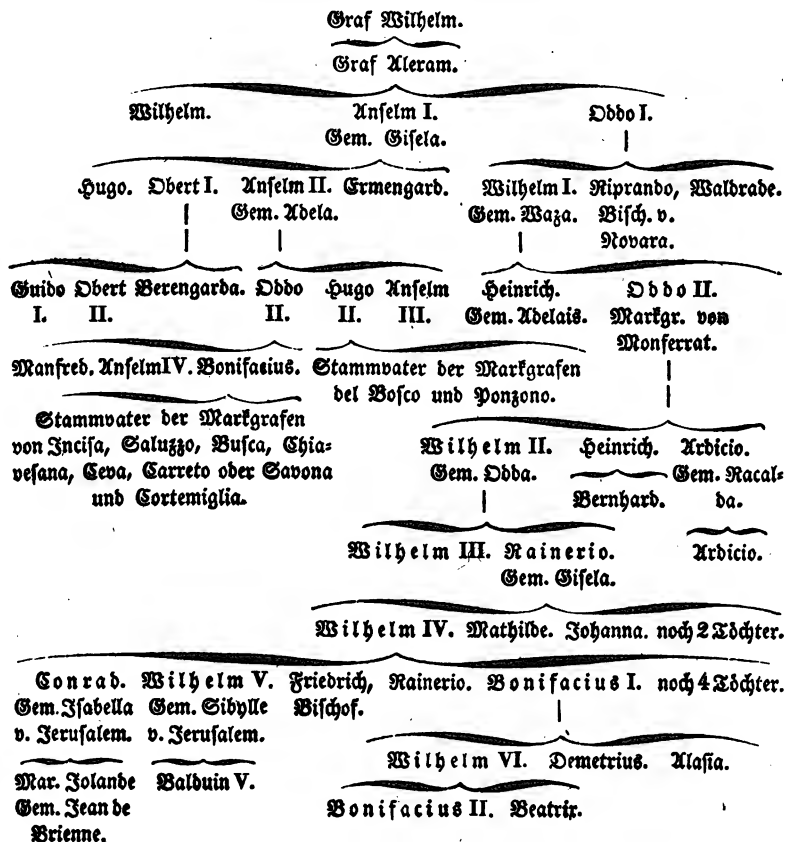 Graf Wilhelm.
Graf Aleram.
Wilhelm. Anselm I. Oddo I.
Gem. Gisela.
Hugo. Obert I. Anselm II. Ermengard. Wilhelm I. Riprando, Waldrade.
Gem. Adela. Gem. Waza. Bisch. v.
Novara.
Guido Obert Berengarda. Oddo Hugo Anselm Heinrich. Oddo II.
I. II. II. II. III. Gem. Adelais. Markgr. von
Manfred. Anselm IV. Bonifacius. Stammvater der Markgrafen Monferrat.
del Bosco und Ponzono.
Stammvater der Markgrafen
von Incisa, Saluzzo, Busca, Chia- Wilhelm II. Heinrich. Ardicio.
vesana, Ceva, Carreto oder Savona Gem. Odda. Gem. Racal-
und Cortemiglia. Bernhard. da.
Wilhelm III. Rainerio. Ardicio.
Gem. Gisela.
Wilhelm IV. Mathilde. Johanna. noch 2 Töchter.
Conrad. Wilhelm V. Friedrich, Rainerio. Bonifacius I. noch 4 Töchter.
Gem. Isabella Gem. Sibylle Bischof.
v. Jerusalem. v. Jerusalem.
Wilhelm VI. Demetrius. Alasia.
Mar. Jolande Balduin V.
Gem. Jean de Bonifacius II. Beatrix.
Brienne.